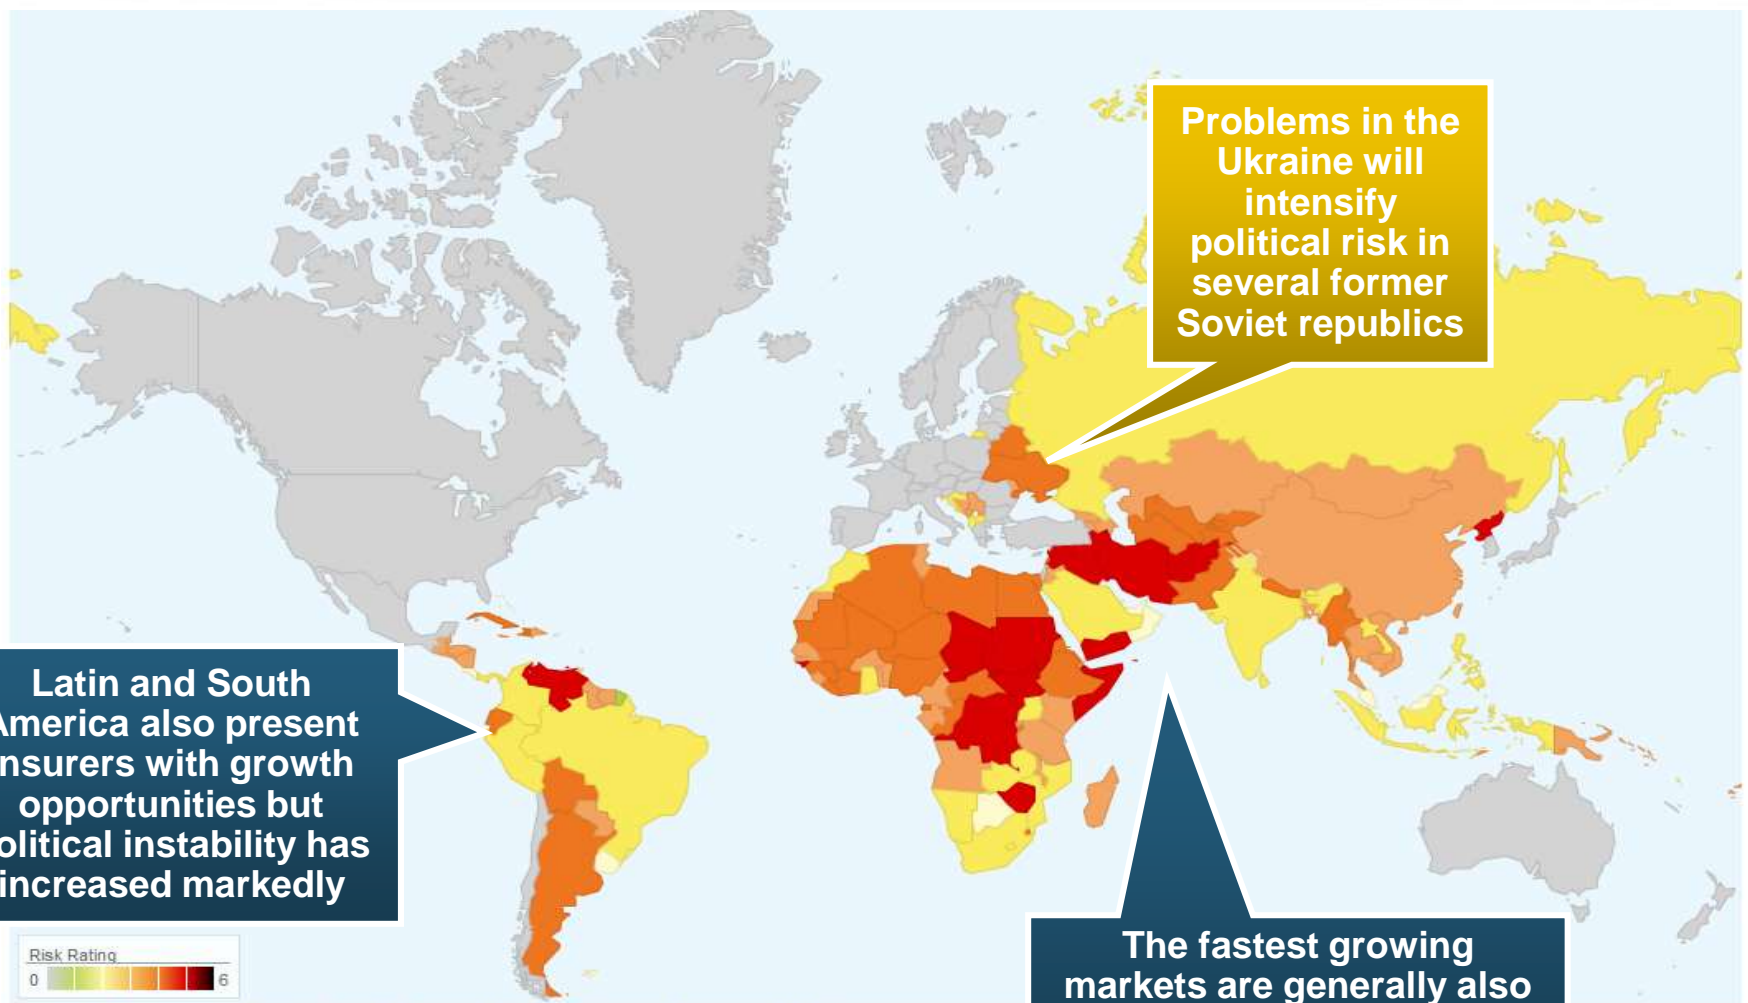 Problems in the
Ukraine will
intensify
political risk in
several former
Soviet republics
Latin and South
America also present
nsurers with growth
opportunities but
olitical instability has
increased markedly
The fastest growing
markets are generally also
Risk Rating
0 6